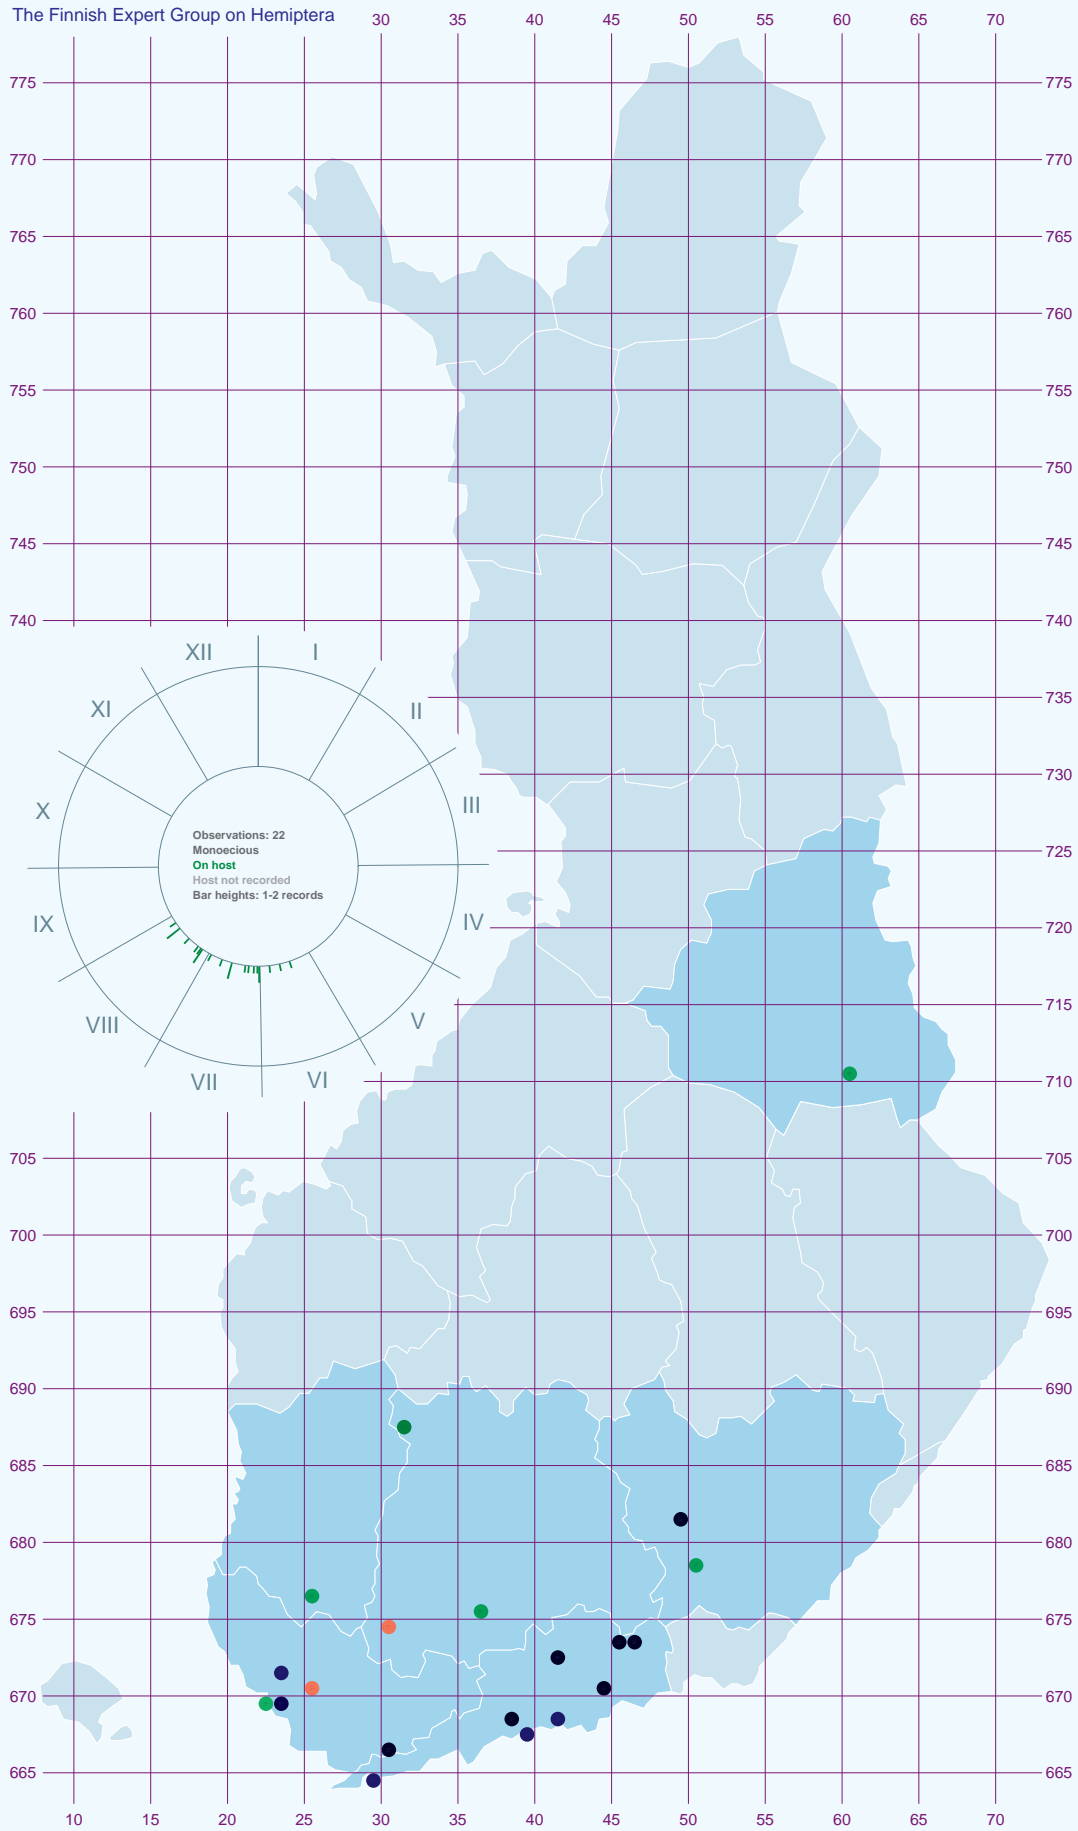 The Finnish Expert Group on Hemiptera
30 35 40 45 50 55 60 65 70
775 775
770 770
765 765
760 760
755 755
750 750
745 745
740 740
XII I
XI II
735
730
X III
Observations: 22
Monoecious
On host
Host not recorded
Bar heights: 1-2 records
725
IX IV
720
715
VIII V
VII VI
710
705 705
700 700
695 695
690 690
685 685
680 680
675 675
670 670
665 665
10 15 20 25 30 35 40 45 50 55 60 65 70